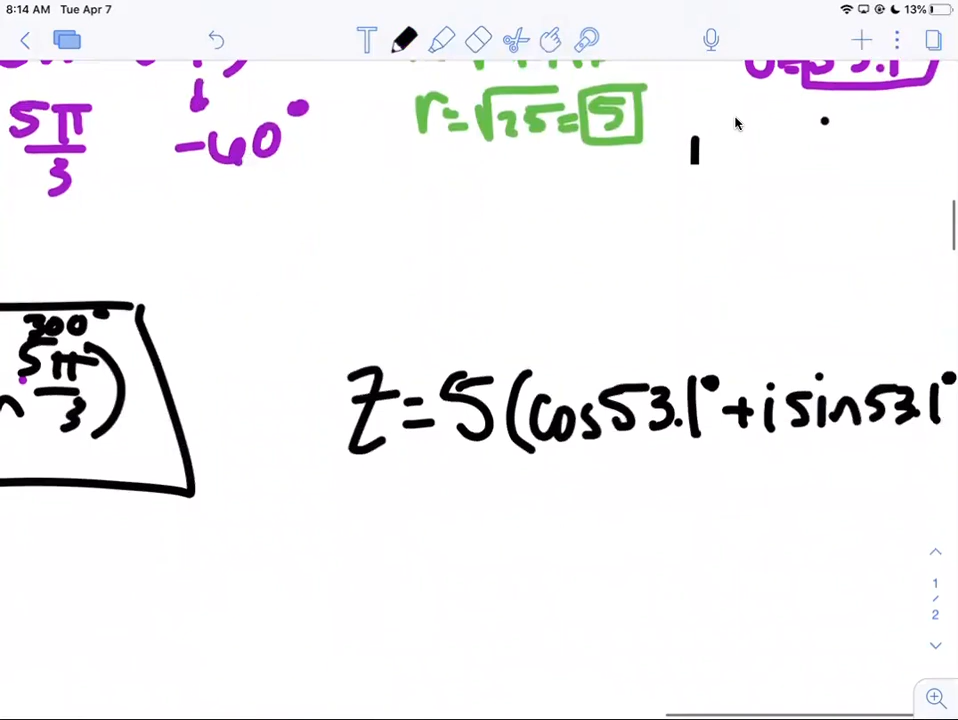 8:14 AM Tue Apr 7
13%
T
5π/3
-60°
r=√25=5
300°
5π/3)
Z=5(cos53.1°+isin53.1°
1
/
2